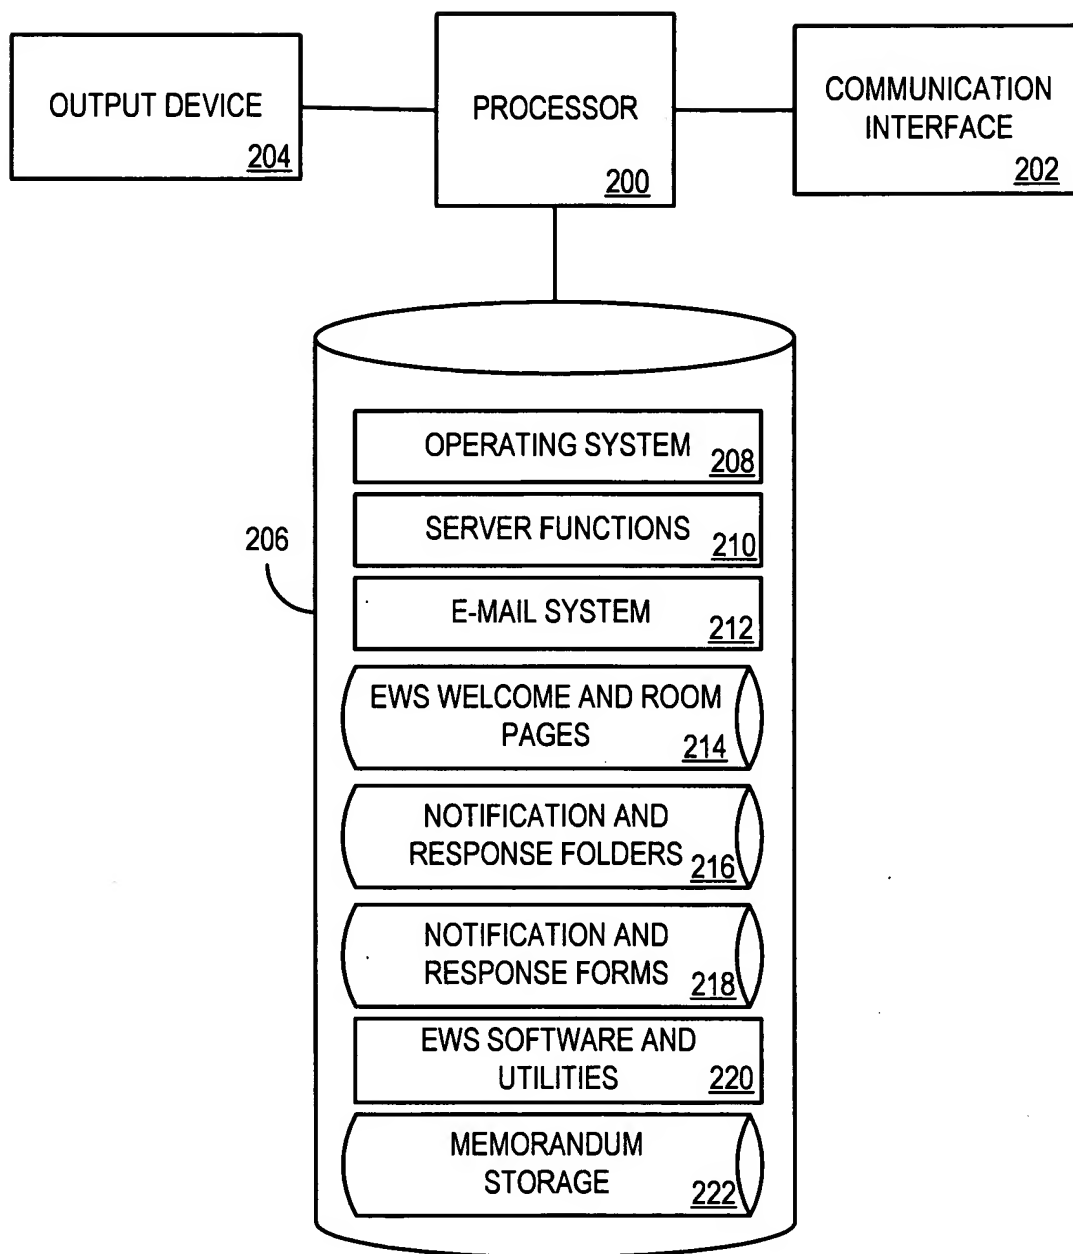 OUTPUT DEVICE
204
PROCESSOR
200
COMMUNICATION
INTERFACE
202
206
OPERATING SYSTEM
208
SERVER FUNCTIONS
210
E-MAIL SYSTEM
212
EWS WELCOME AND ROOM
PAGES
214
NOTIFICATION AND
RESPONSE FOLDERS
216
NOTIFICATION AND
RESPONSE FORMS
218
EWS SOFTWARE AND
UTILITIES
220
MEMORANDUM
STORAGE
222